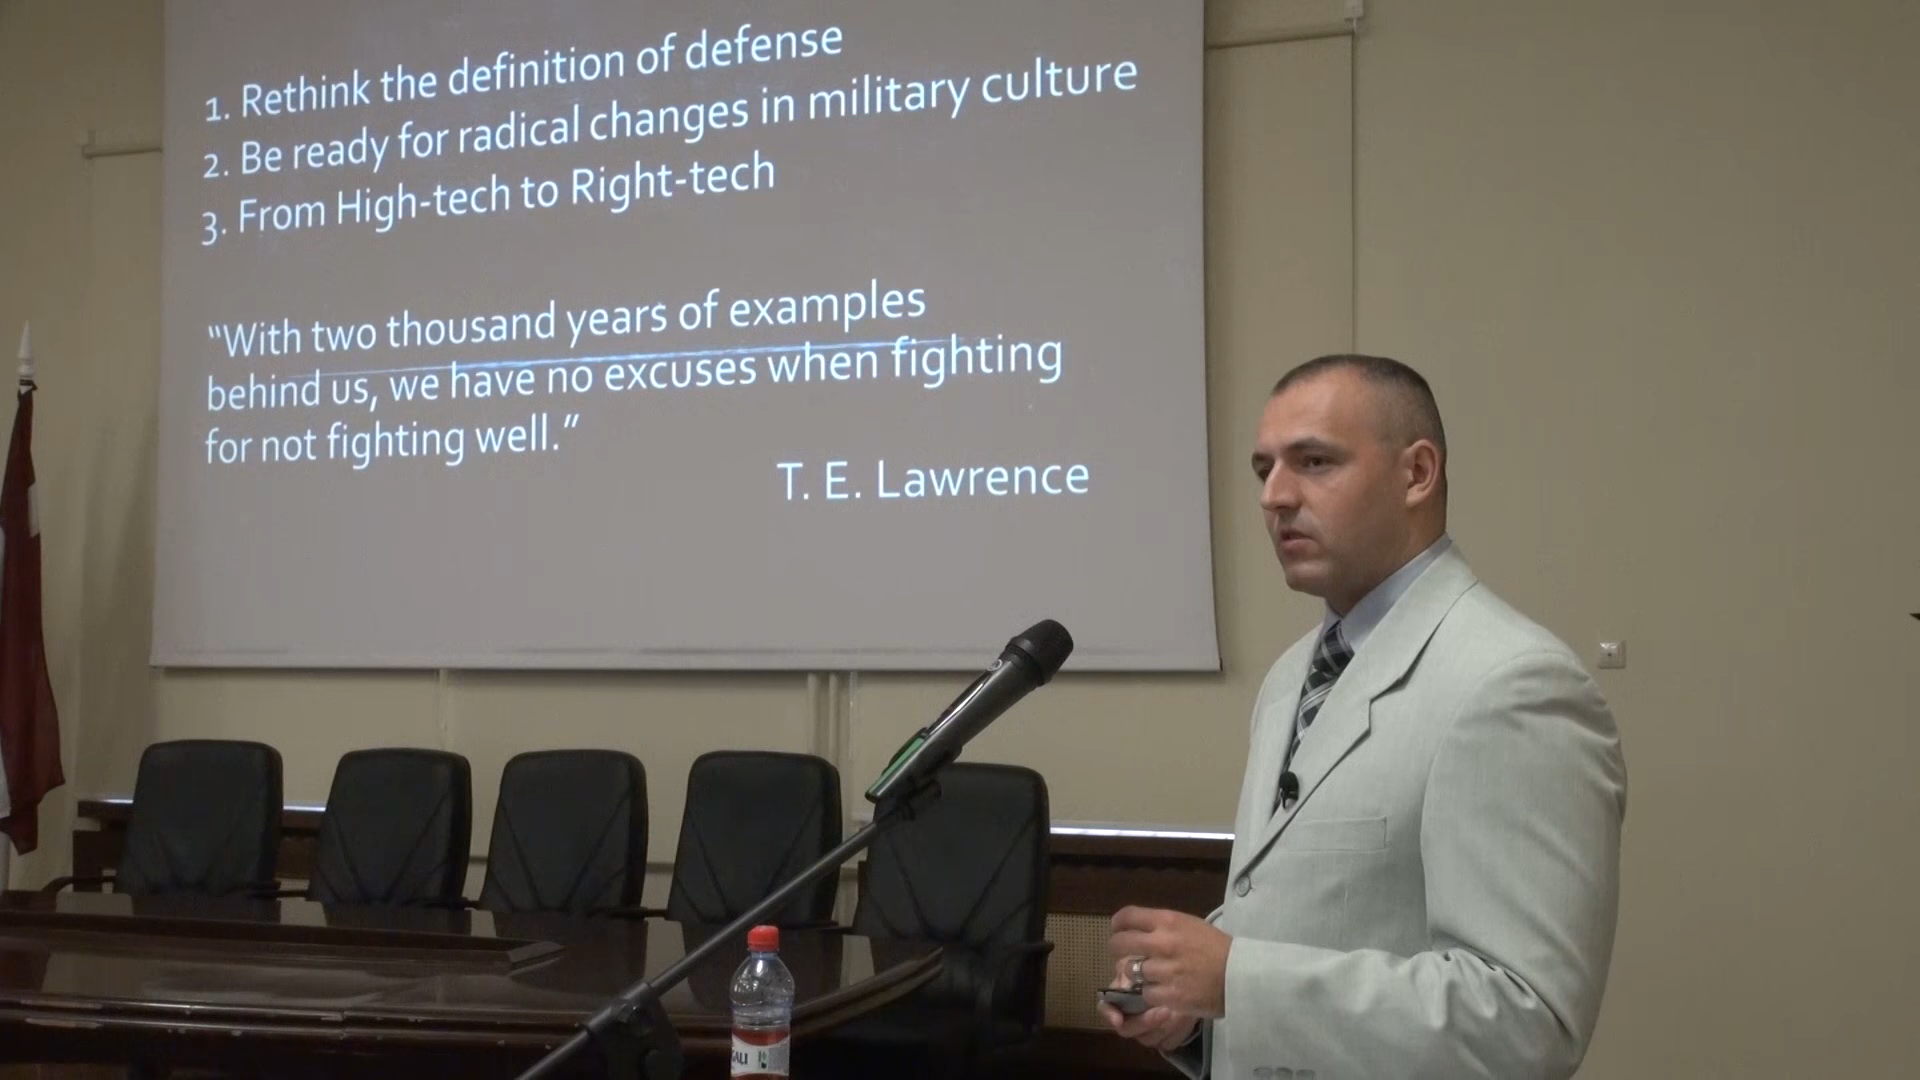 1. Rethink the definition of defense
2. Be ready for radical changes in military culture
3. From High-tech to Right-tech
“With two thousand years of examples
behind us, we have no excuses when fighting
for not fighting well.”
T. E. Lawrence